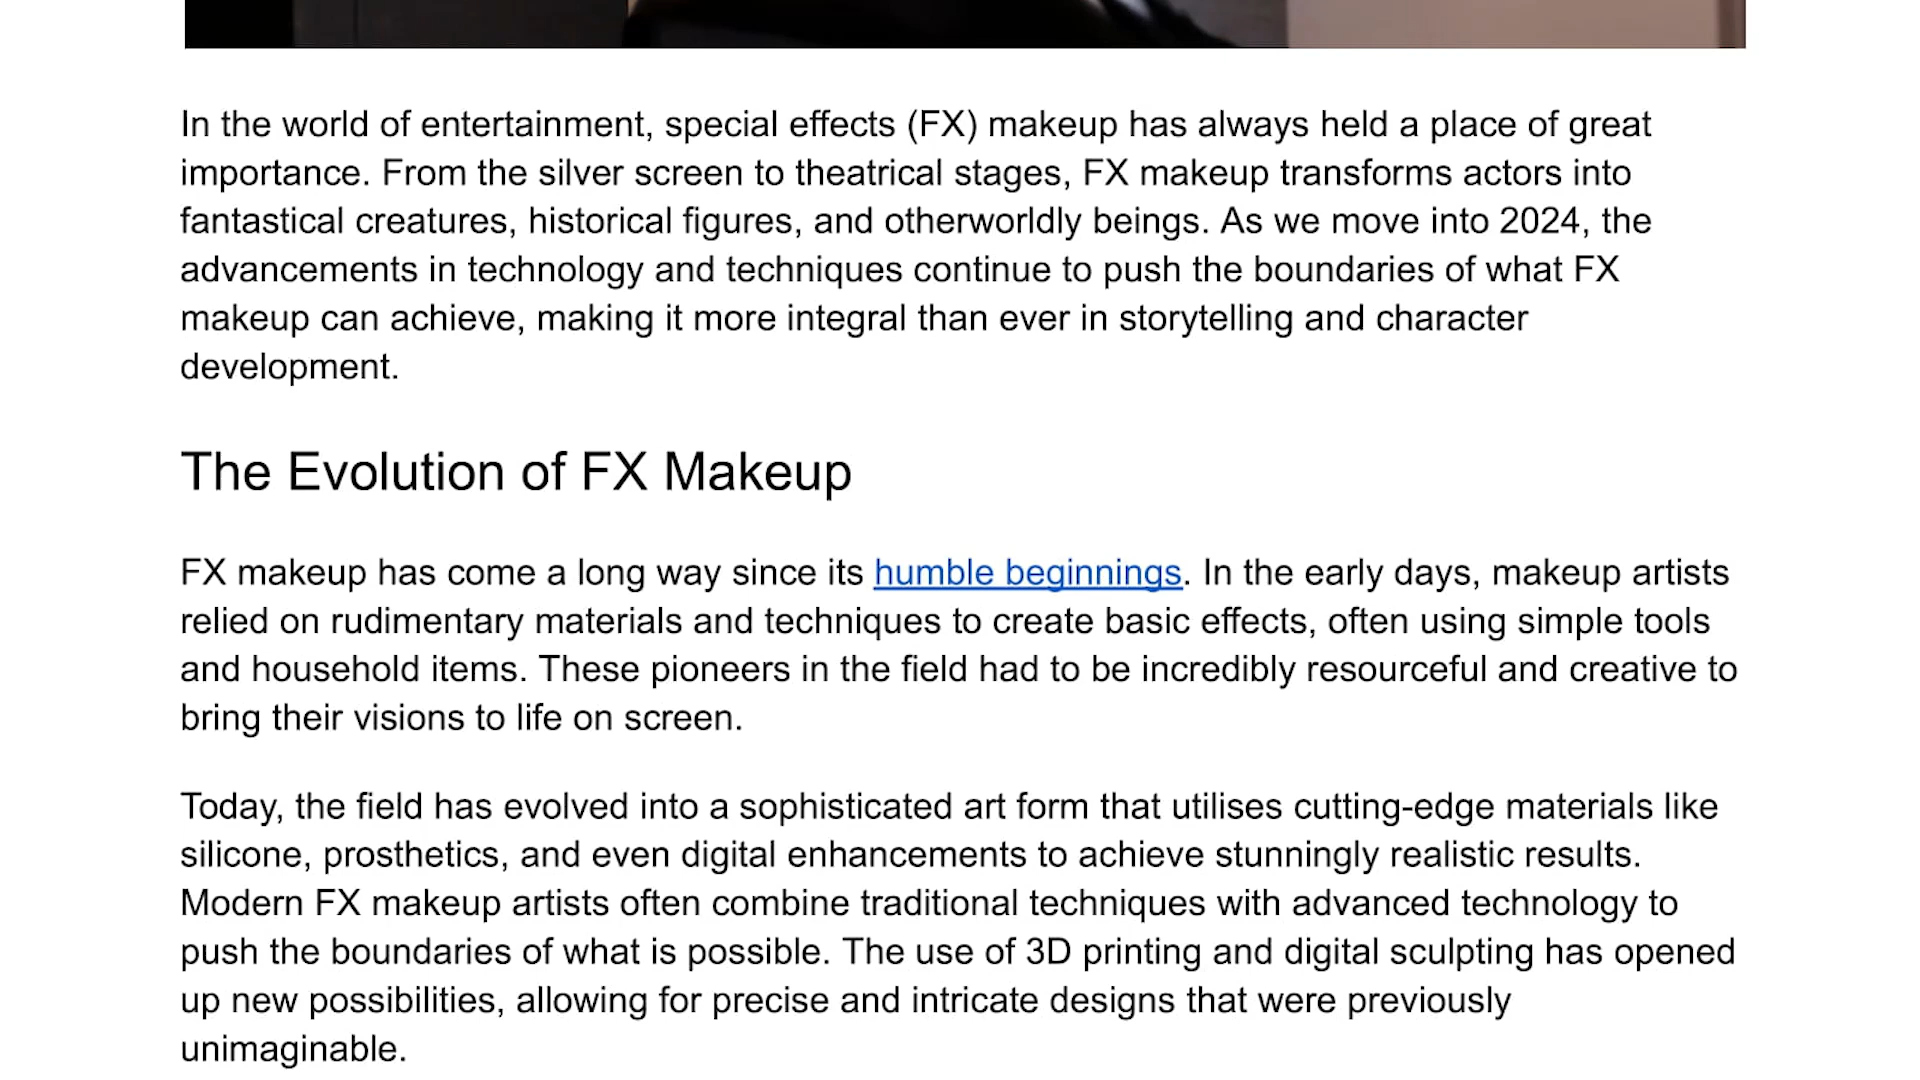 In the world of entertainment, special effects (FX) makeup has always held a place of great
importance. From the silver screen to theatrical stages, FX makeup transforms actors into
fantastical creatures, historical figures, and otherworldly beings. As we move into 2024, the
advancements in technology and techniques continue to push the boundaries of what FX
makeup can achieve, making it more integral than ever in storytelling and character
development.
The Evolution of FX Makeup
FX makeup has come a long way since its humble beginnings. In the early days, makeup artists
relied on rudimentary materials and techniques to create basic effects, often using simple tools
and household items. These pioneers in the field had to be incredibly resourceful and creative to
bring their visions to life on screen.
Today, the field has evolved into a sophisticated art form that utilises cutting-edge materials like
silicone, prosthetics, and even digital enhancements to achieve stunningly realistic results.
Modern FX makeup artists often combine traditional techniques with advanced technology to
push the boundaries of what is possible. The use of 3D printing and digital sculpting has opened
up new possibilities, allowing for precise and intricate designs that were previously
unimaginable.